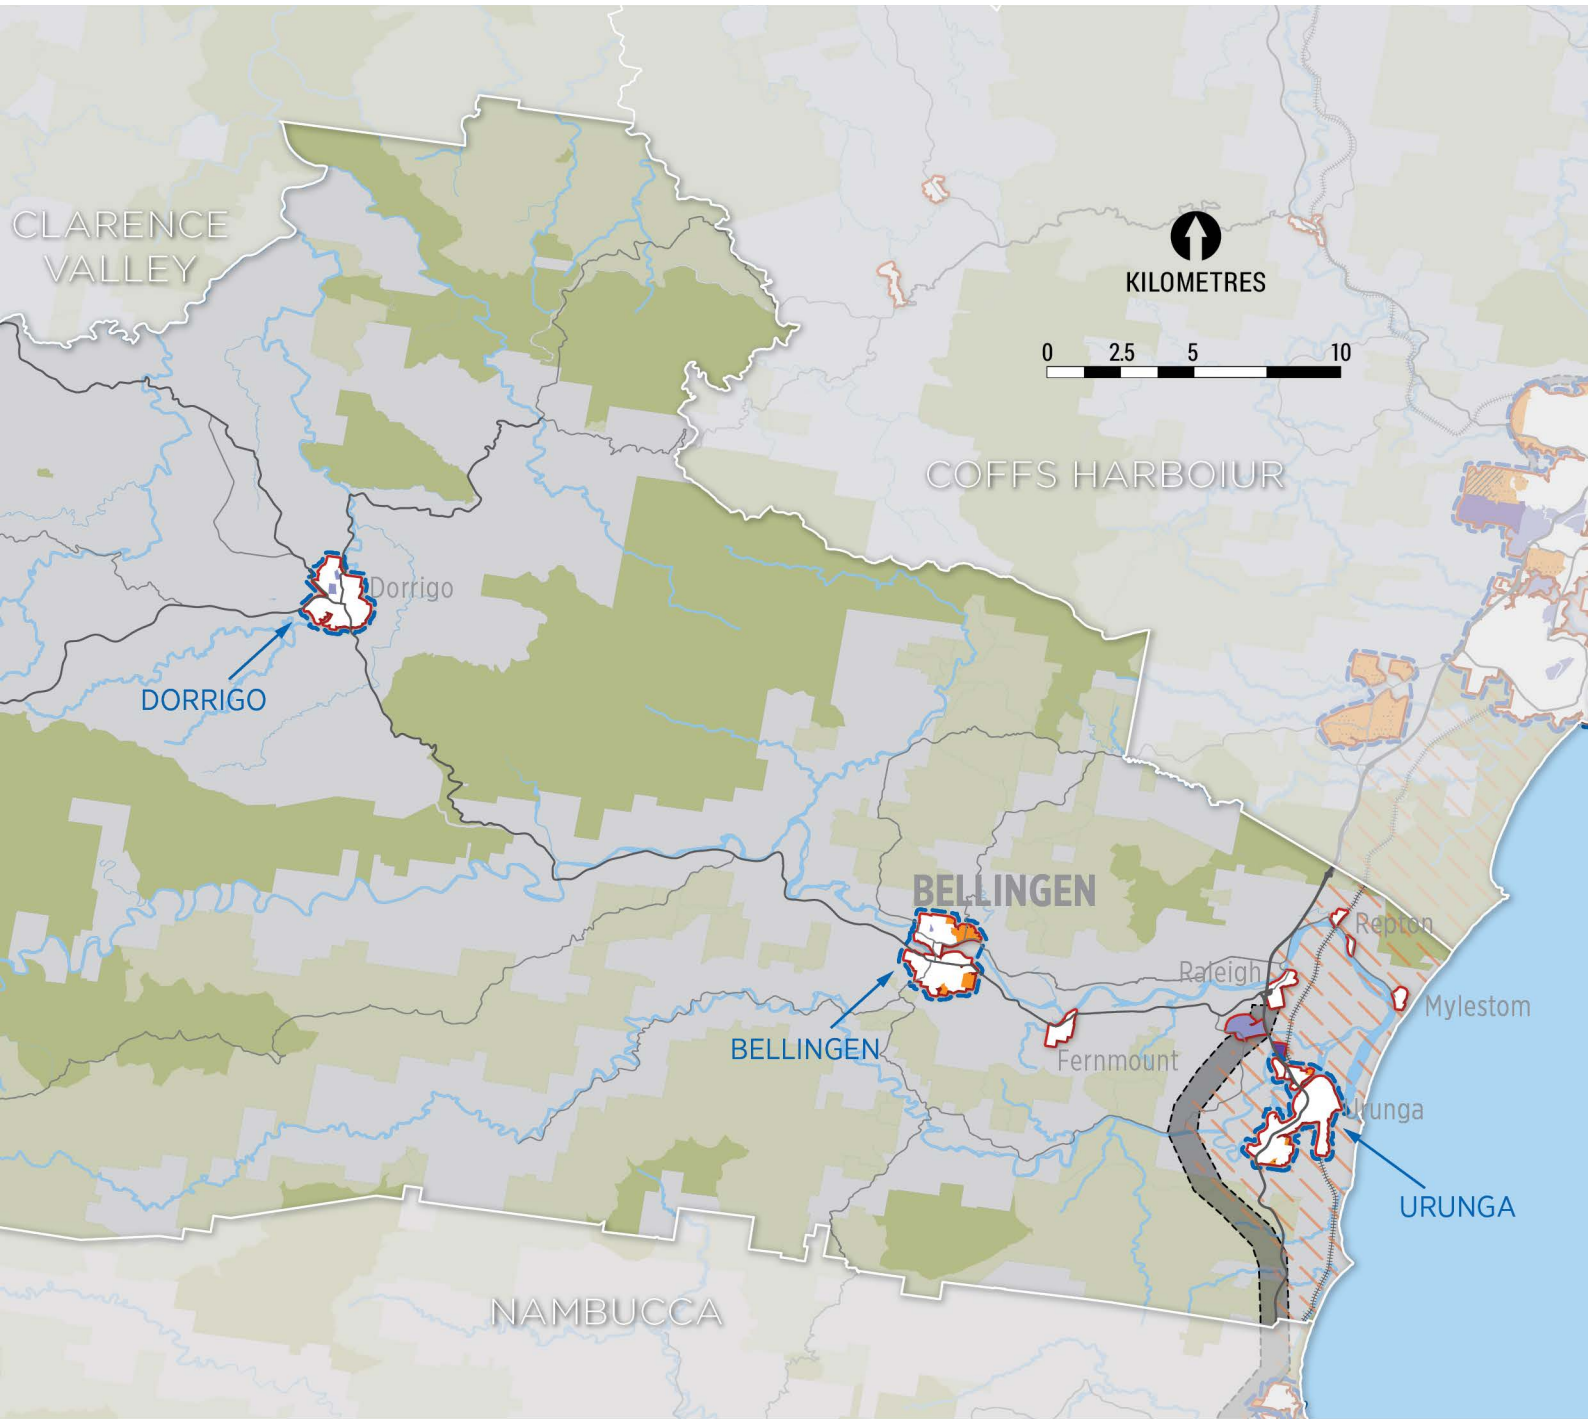 CLARENCE
VALLEY
KILOMETRES
0 2.5 5 10
COFFS HARBOIUR
Dorrigo
DORRIGO
BELLINGEN
Repton
Raleigh
Mylestom
BELLINGEN
Fernmount
Urunga
URUNGA
NAMBUCCA